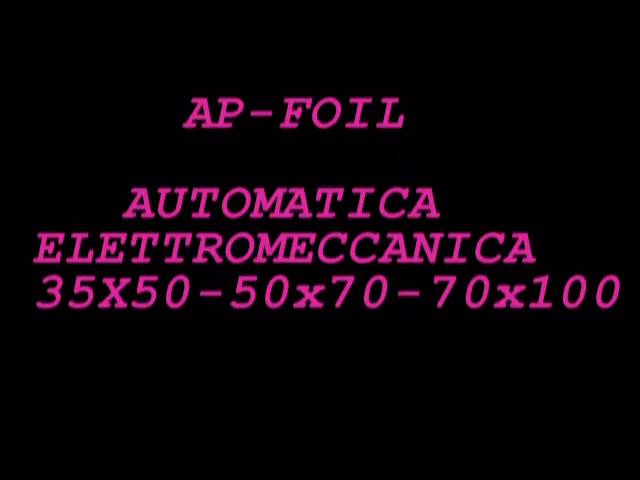 AP-FOIL
AUTOMATICA
ELETTROMECCANICA
35X50-50x70-70x100